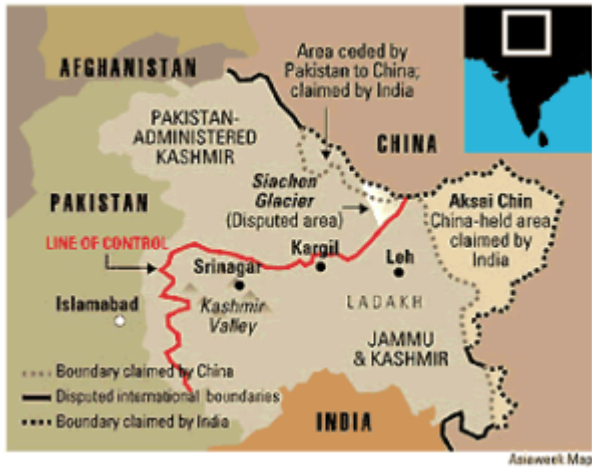 Area ceded by
Pakistan to China;
claimed by India
AFGHANISTAN
PAKISTAN-
ADMINISTERED
KASHMIR
CHINA
Siachen
Glacier
(Disputed area)
Aksai Chin
China-held area
claimed by
India
PAKISTAN
LINE OF CONTROL
Kargil
Srinagar
Leh
Islamabad
Kashmir
Valley
LADAKH
JAMMU
& KASHMIR
Boundary claimed by China
Disputed international boundaries
Boundary claimed by India
INDIA
Asiaweek Map